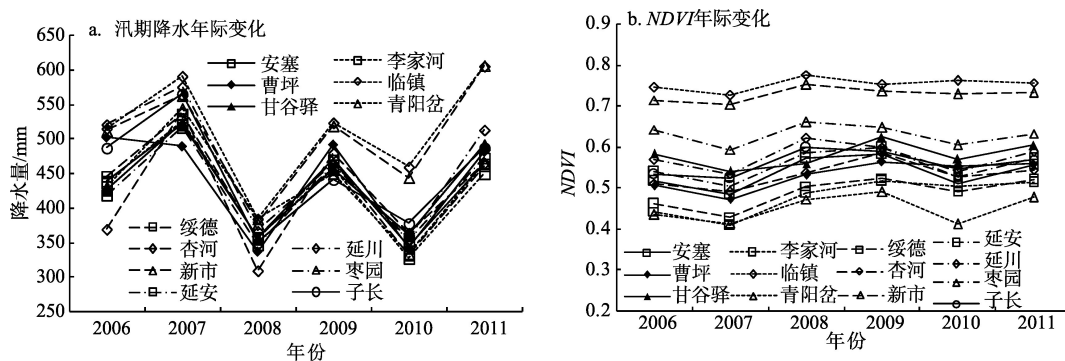 a. 汛期降水年际变化
650
600
550
500
450
400
350
300
250
降水量/mm
安塞
曹坪
甘谷驿
李家河
临镇
青阳岔
绥德
杏河
新市
延安
延川
枣园
子长
2006 2007 2008 2009 2010 2011
年份
b. NDVI年际变化
0.9
0.8
0.7
0.6
0.5
0.4
0.3
0.2
NDVI
安塞
曹坪
甘谷驿
李家河
临镇
青阳岔
绥德
杏河
新市
延安
延川
枣园
子长
2006 2007 2008 2009 2010 2011
年份